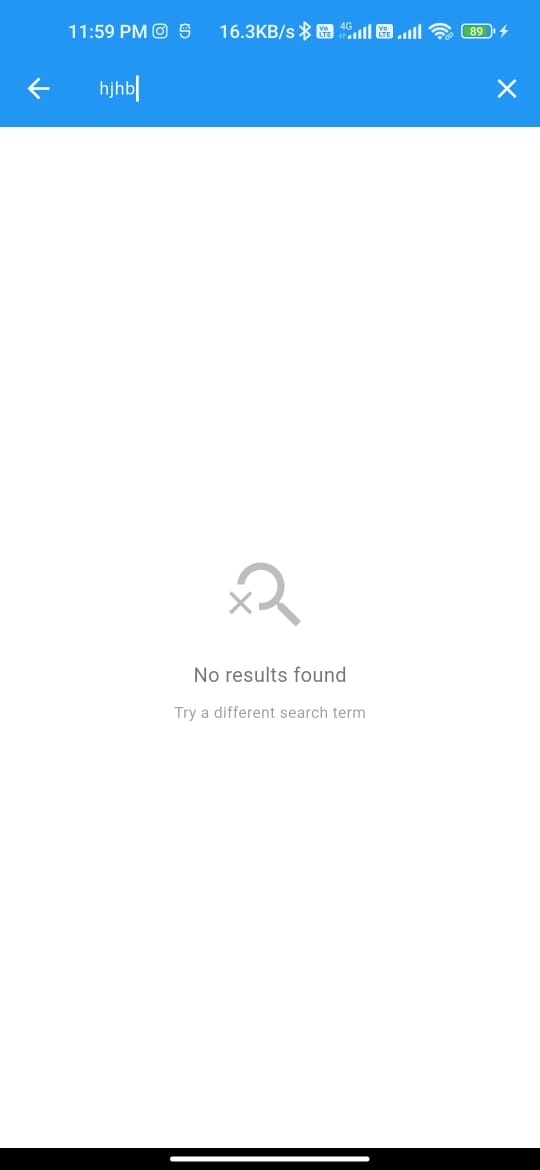 11:59 PM 16.3KB/s Vo LTE 4G Vo LTE 89
hjhb
No results found
Try a different search term